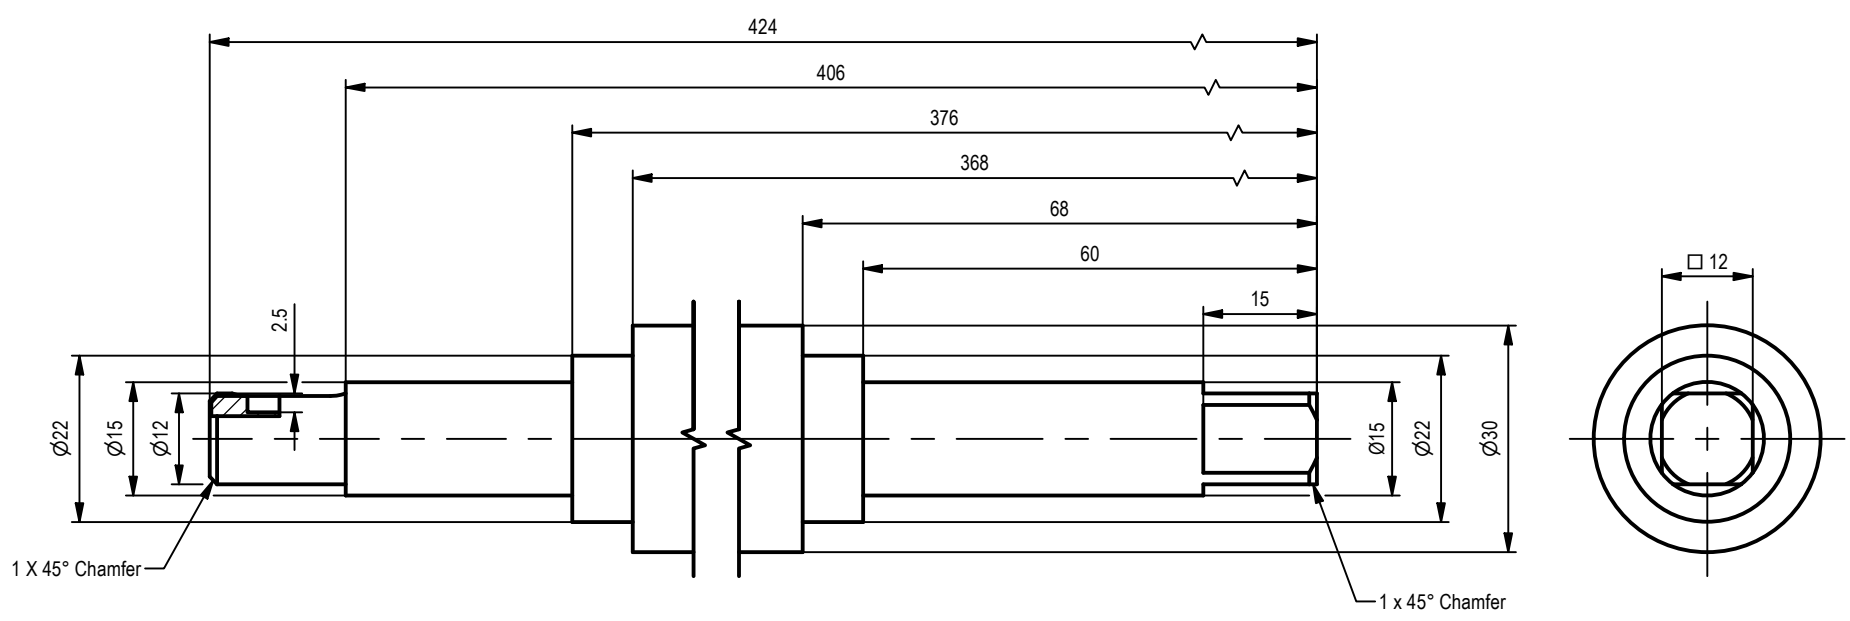 424
406
376
368
68
60
□ 12
15
2.5
Ø22
Ø15
Ø12
Ø15
Ø22
Ø30
1 X 45° Chamfer
1 x 45° Chamfer